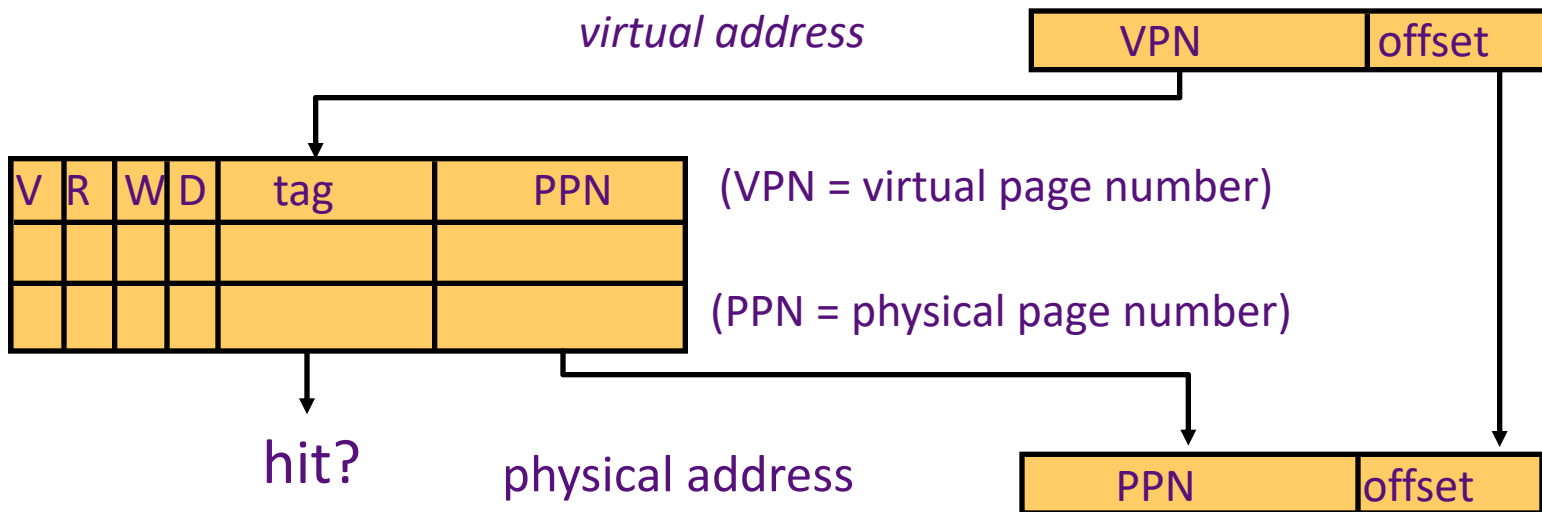 virtual address
VPN offset
V R W D tag PPN
(VPN = virtual page number)
(PPN = physical page number)
hit?
physical address
PPN offset